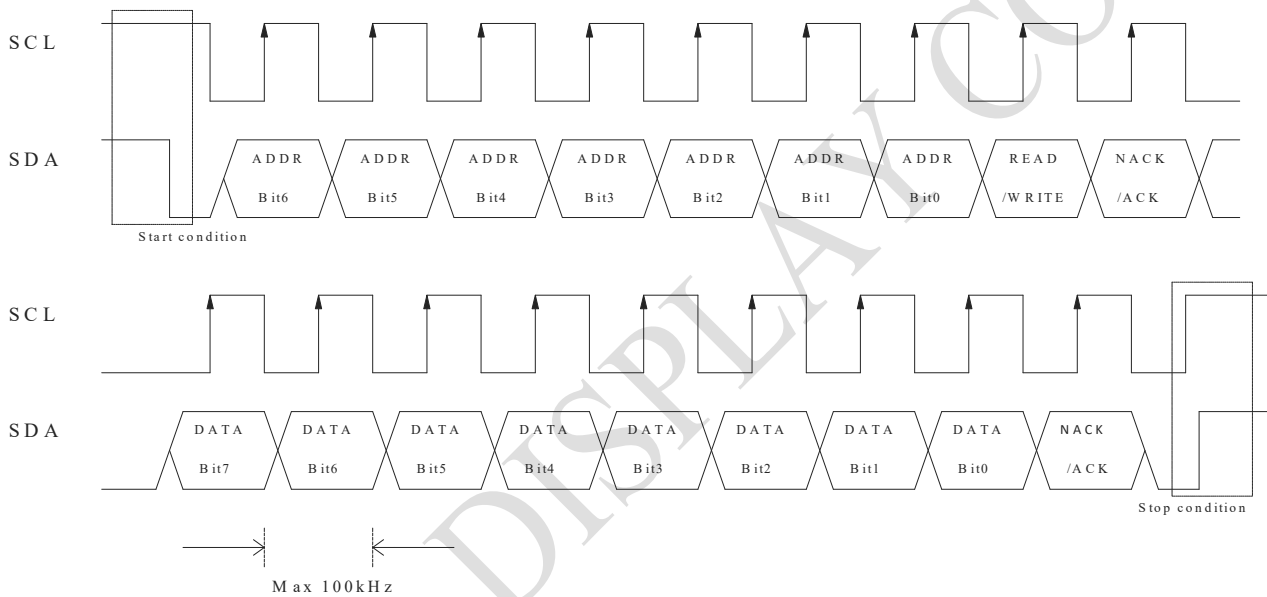 SCL
SDA
ADDR ADDR ADDR ADDR ADDR ADDR ADDR READ NACK
Bit6 Bit5 Bit4 Bit3 Bit2 Bit1 Bit0 /WRITE /ACK
Start condition
SCL
SDA
DATA DATA DATA DATA DATA DATA DATA DATA NACK
Bit7 Bit6 Bit5 Bit4 Bit3 Bit2 Bit1 Bit0 /ACK
Stop condition
Max 100kHz
DISPLAY CO